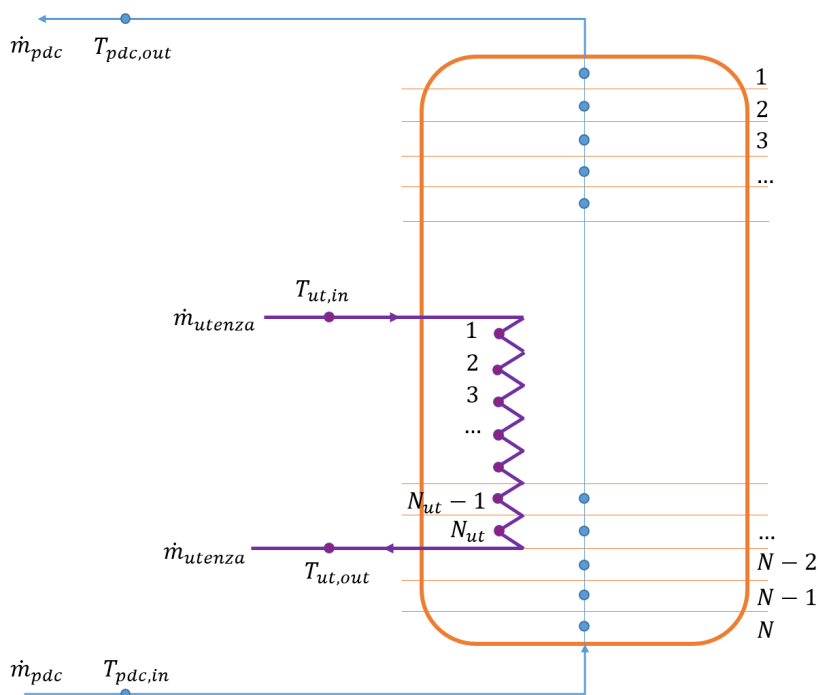 ṁ_pdc T_pdc,out
1
2
3
...
T_ut,in
ṁ_utenza
1
2
3
...
N_ut − 1
N_ut
...
ṁ_utenza
T_ut,out
N − 2
N − 1
N
ṁ_pdc T_pdc,in